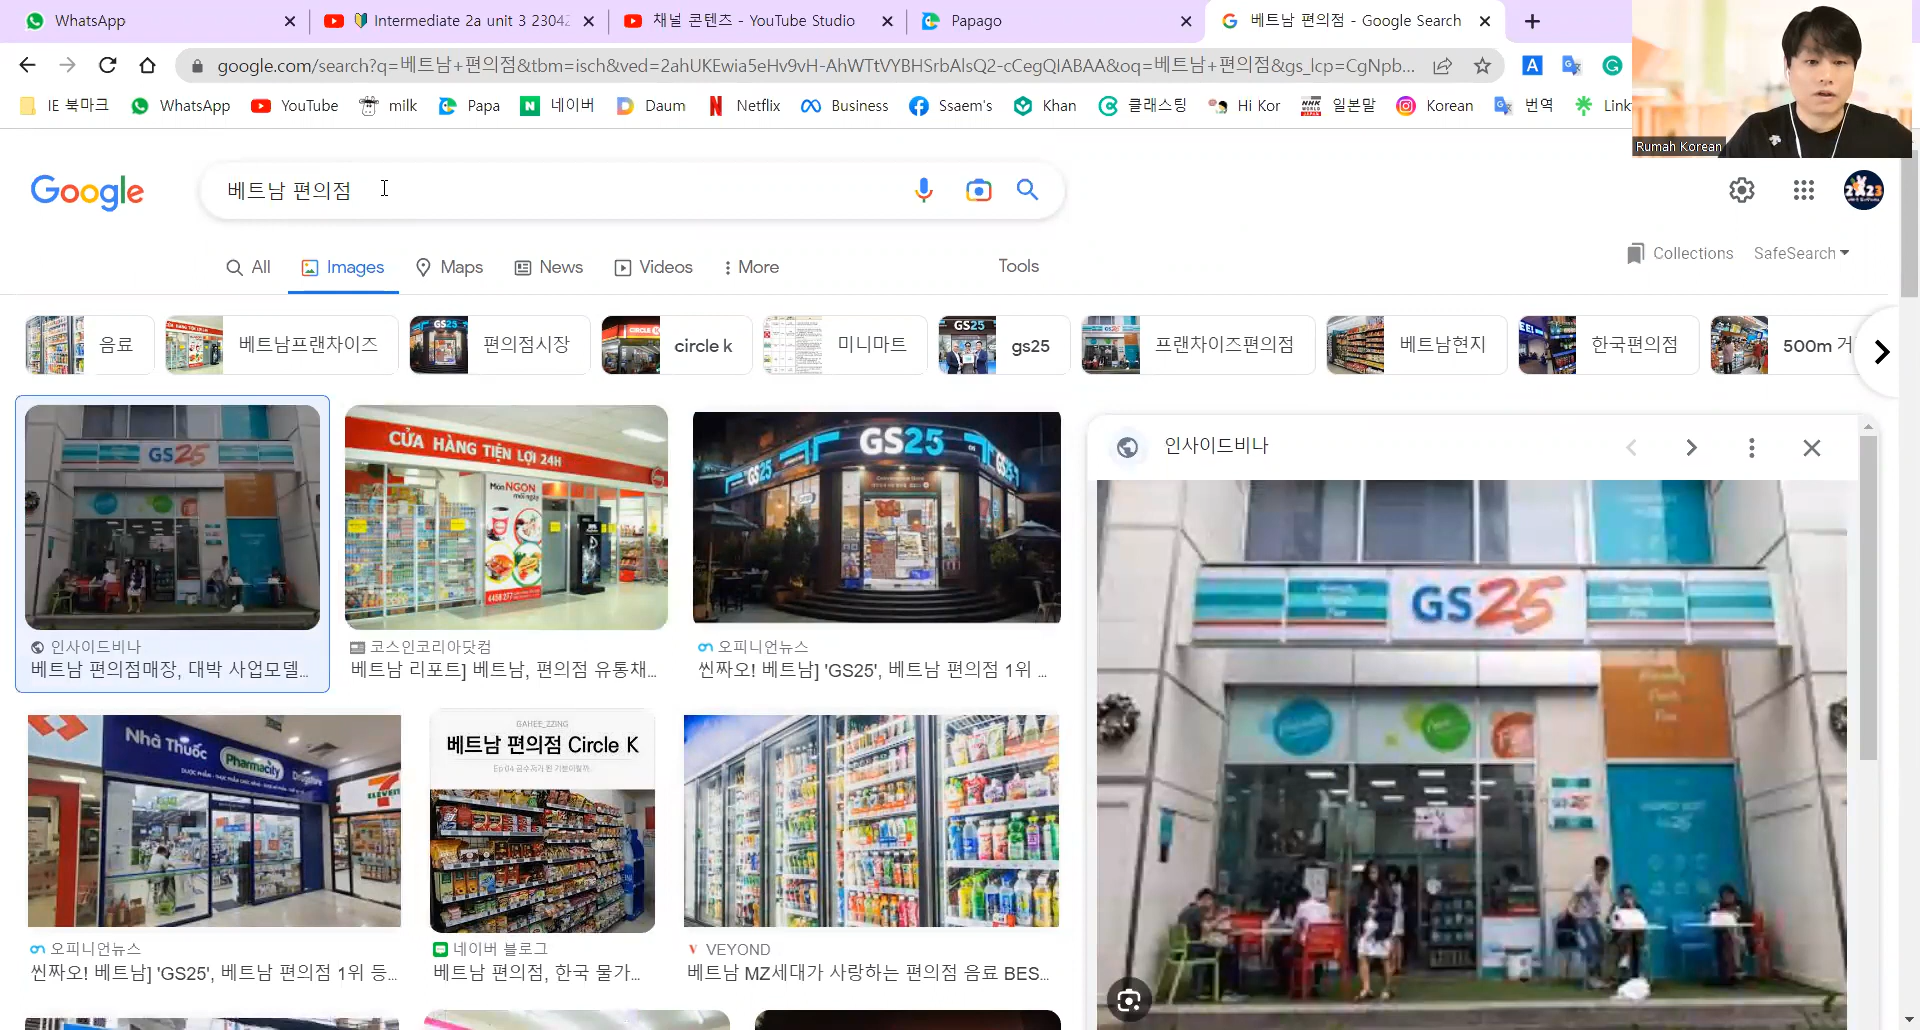 WhatsApp
Intermediate 2a unit 3 2304
채널 콘텐츠 - YouTube Studio
Papago
베트남 편의점 - Google Search
google.com/search?q=베트남+편의점&tbm=isch&ved=2ahUKEwia5eHv9vH-AhWTtVYBHSrbAlsQ2-cCegQIABAA&oq=베트남+편의점&gs_lcp=CgNpb...
IE 북마크
WhatsApp
YouTube
milk
Papa
네이버
Daum
Netflix
Business
Ssaem's
Khan
클래스팅
Hi Kor
일본말
Korean
번역
Link
Rumah Korean
Google
베트남 편의점
All
Images
Maps
News
Videos
More
Tools
Collections
SafeSearch
음료
베트남프랜차이즈
편의점시장
circle k
미니마트
gs25
프랜차이즈편의점
베트남현지
한국편의점
500m 거
GS25
CỬA HÀNG TIỆN LỢI 24H
Món NGON
mỗi ngày
GS25
인사이드비나
GS25
인사이드비나
베트남 편의점매장, 대박 사업모델...
코스인코리아닷컴
베트남 리포트] 베트남, 편의점 유통채...
오피니언뉴스
씬짜오! 베트남] 'GS25', 베트남 편의점 1위 ...
Nhà Thuốc
Pharmacity
GAHEE_ZZING
베트남 편의점 Circle K
오피니언뉴스
씬짜오! 베트남] 'GS25', 베트남 편의점 1위 등...
네이버 블로그
베트남 편의점, 한국 물가...
VEYOND
베트남 MZ세대가 사랑하는 편의점 음료 BES...